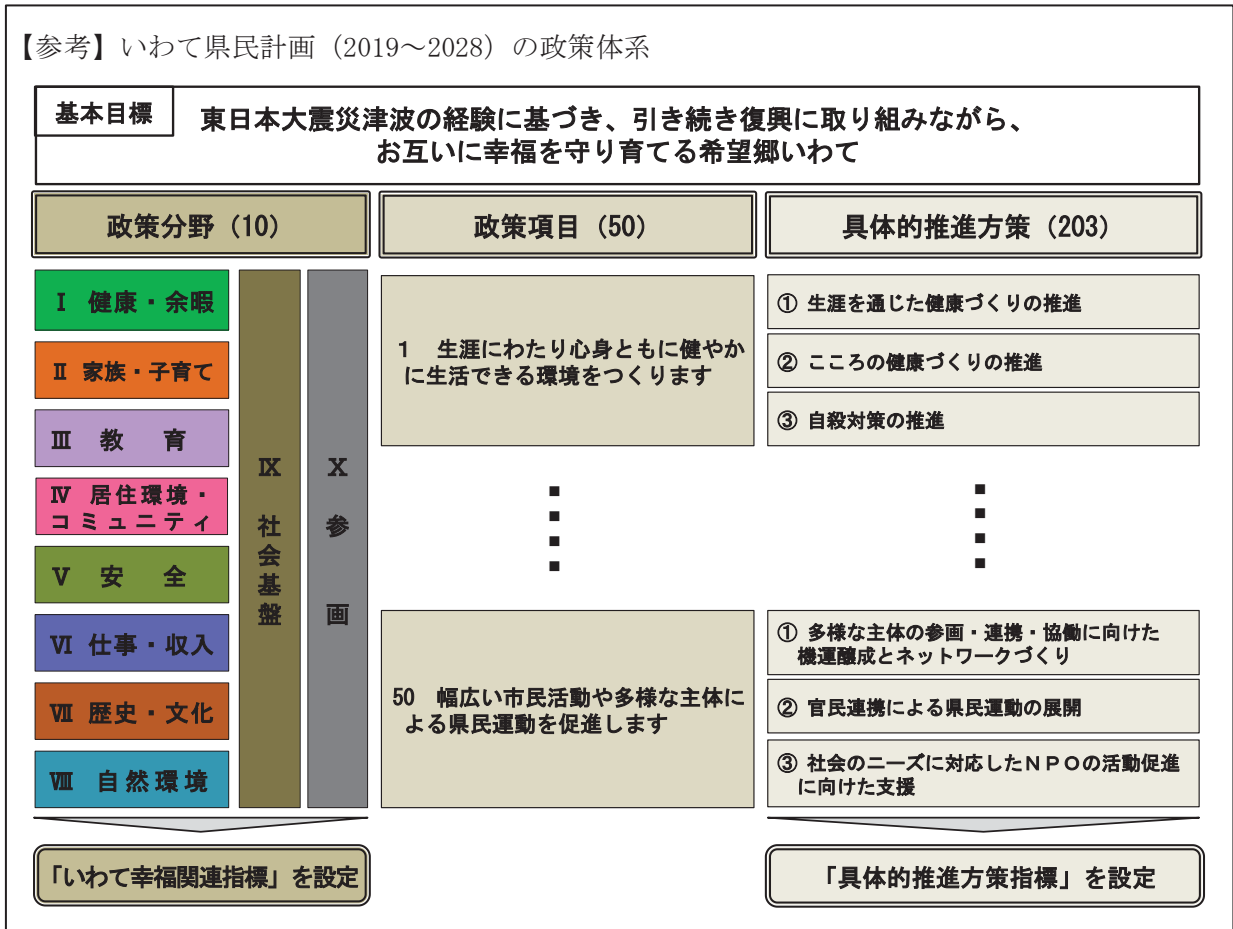 【参考】いわて県民計画（2019～2028）の政策体系
基本目標
東日本大震災津波の経験に基づき、引き続き復興に取り組みながら、
お互いに幸福を守り育てる希望郷いわて
政策分野（10）
政策項目（50）
具体的推進方策（203）
Ⅰ 健康・余暇
Ⅱ 家族・子育て
Ⅲ 教 育
Ⅳ 居住環境・
コミュニティ
Ⅴ 安 全
Ⅵ 仕事・収入
Ⅶ 歴史・文化
Ⅷ 自然環境
Ⅸ 社会基盤
Ⅹ 参 画
1 生涯にわたり心身ともに健やか
に生活できる環境をつくります
50 幅広い市民活動や多様な主体に
よる県民運動を促進します
① 生涯を通じた健康づくりの推進
② こころの健康づくりの推進
③ 自殺対策の推進
① 多様な主体の参画・連携・協働に向けた
機運醸成とネットワークづくり
② 官民連携による県民運動の展開
③ 社会のニーズに対応したＮＰＯの活動促進
に向けた支援
「いわて幸福関連指標」を設定
「具体的推進方策指標」を設定